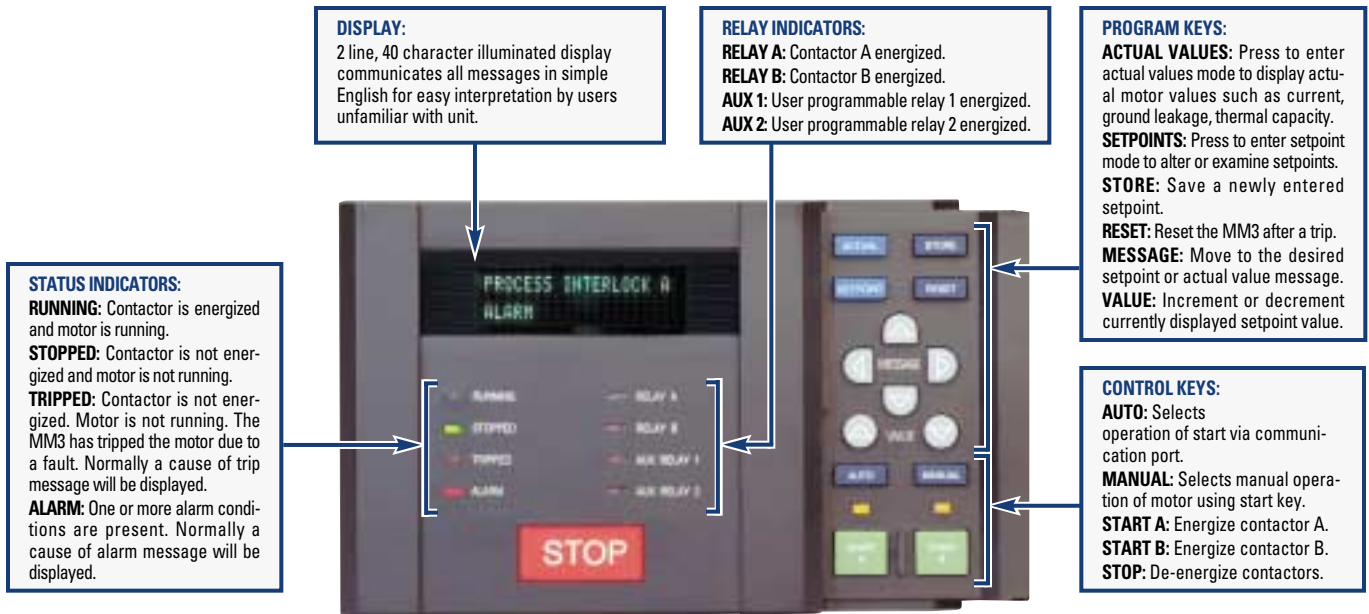 DISPLAY:
2 line, 40 character illuminated display
communicates all messages in simple
English for easy interpretation by users
unfamiliar with unit.
RELAY INDICATORS:
RELAY A: Contactor A energized.
RELAY B: Contactor B energized.
AUX 1: User programmable relay 1 energized.
AUX 2: User programmable relay 2 energized.
PROGRAM KEYS:
ACTUAL VALUES: Press to enter
actual values mode to display actu-
al motor values such as current,
ground leakage, thermal capacity.
SETPOINTS: Press to enter setpoint
mode to alter or examine setpoints.
STORE: Save a newly entered
setpoint.
RESET: Reset the MM3 after a trip.
MESSAGE: Move to the desired
setpoint or actual value message.
VALUE: Increment or decrement
currently displayed setpoint value.
STATUS INDICATORS:
RUNNING: Contactor is energized
and motor is running.
STOPPED: Contactor is not ener-
gized and motor is not running.
TRIPPED: Contactor is not ener-
gized. Motor is not running. The
MM3 has tripped the motor due to
a fault. Normally a cause of trip
message will be displayed.
ALARM: One or more alarm condi-
tions are present. Normally a
cause of alarm message will be
displayed.
PROCESS INTERLOCK A
ALARM
RUNNING
STOPPED
TRIPPED
ALARM
RELAY A
RELAY B
AUX RELAY 1
AUX RELAY 2
STOP
ACTUAL
STORE
SETPOINT
RESET
MESSAGE
VALUE
AUTO
MANUAL
START
A
START
CONTROL KEYS:
AUTO: Selects
operation of start via communi-
cation port.
MANUAL: Selects manual opera-
tion of motor using start key.
START A: Energize contactor A.
START B: Energize contactor B.
STOP: De-energize contactors.